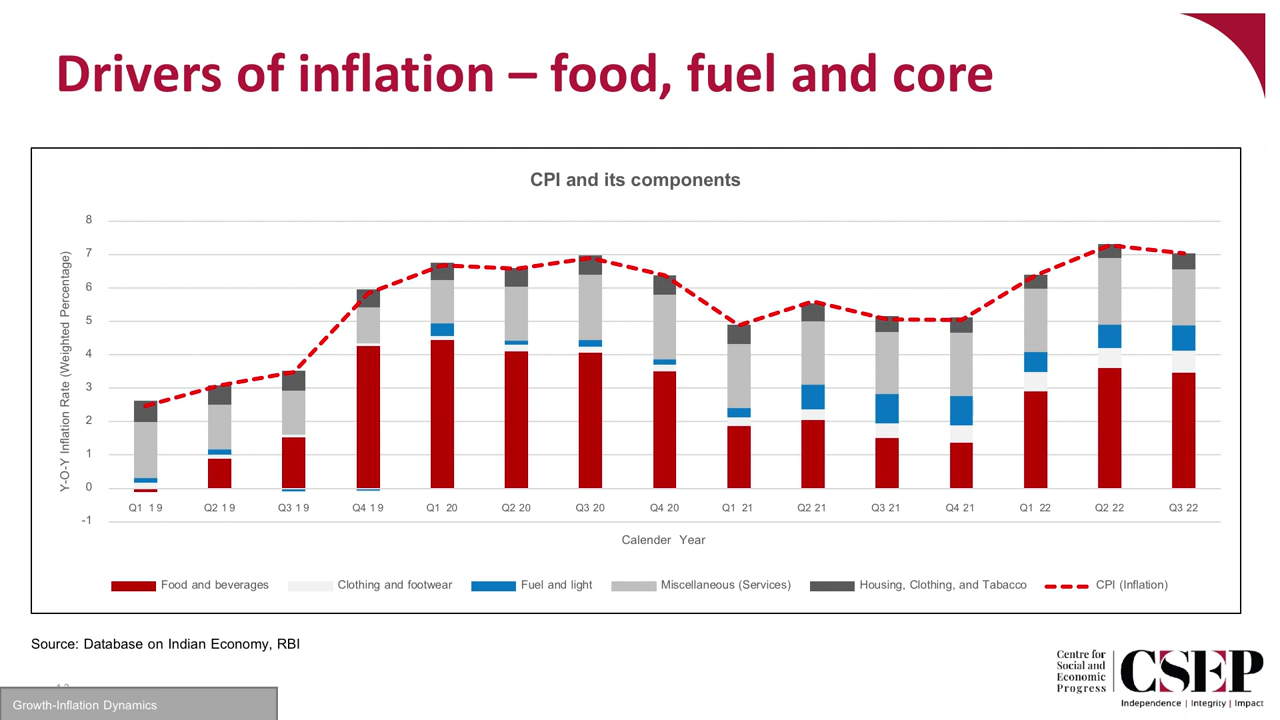 Drivers of inflation – food, fuel and core
CPI and its components
Y-O-Y Inflation Rate (Weighted Percentage)
8
7
6
5
4
3
2
1
0
-1
Q1 19 Q2 19 Q3 19 Q4 19 Q1 20 Q2 20 Q3 20 Q4 20 Q1 21 Q2 21 Q3 21 Q4 21 Q1 22 Q2 22 Q3 22
Calender Year
Food and beverages Clothing and footwear Fuel and light Miscellaneous (Services) Housing, Clothing, and Tabacco CPI (Inflation)
Source: Database on Indian Economy, RBI
Growth-Inflation Dynamics
Centre for
Social and
Economic
Progress
CSEP
Independence | Integrity | Impact